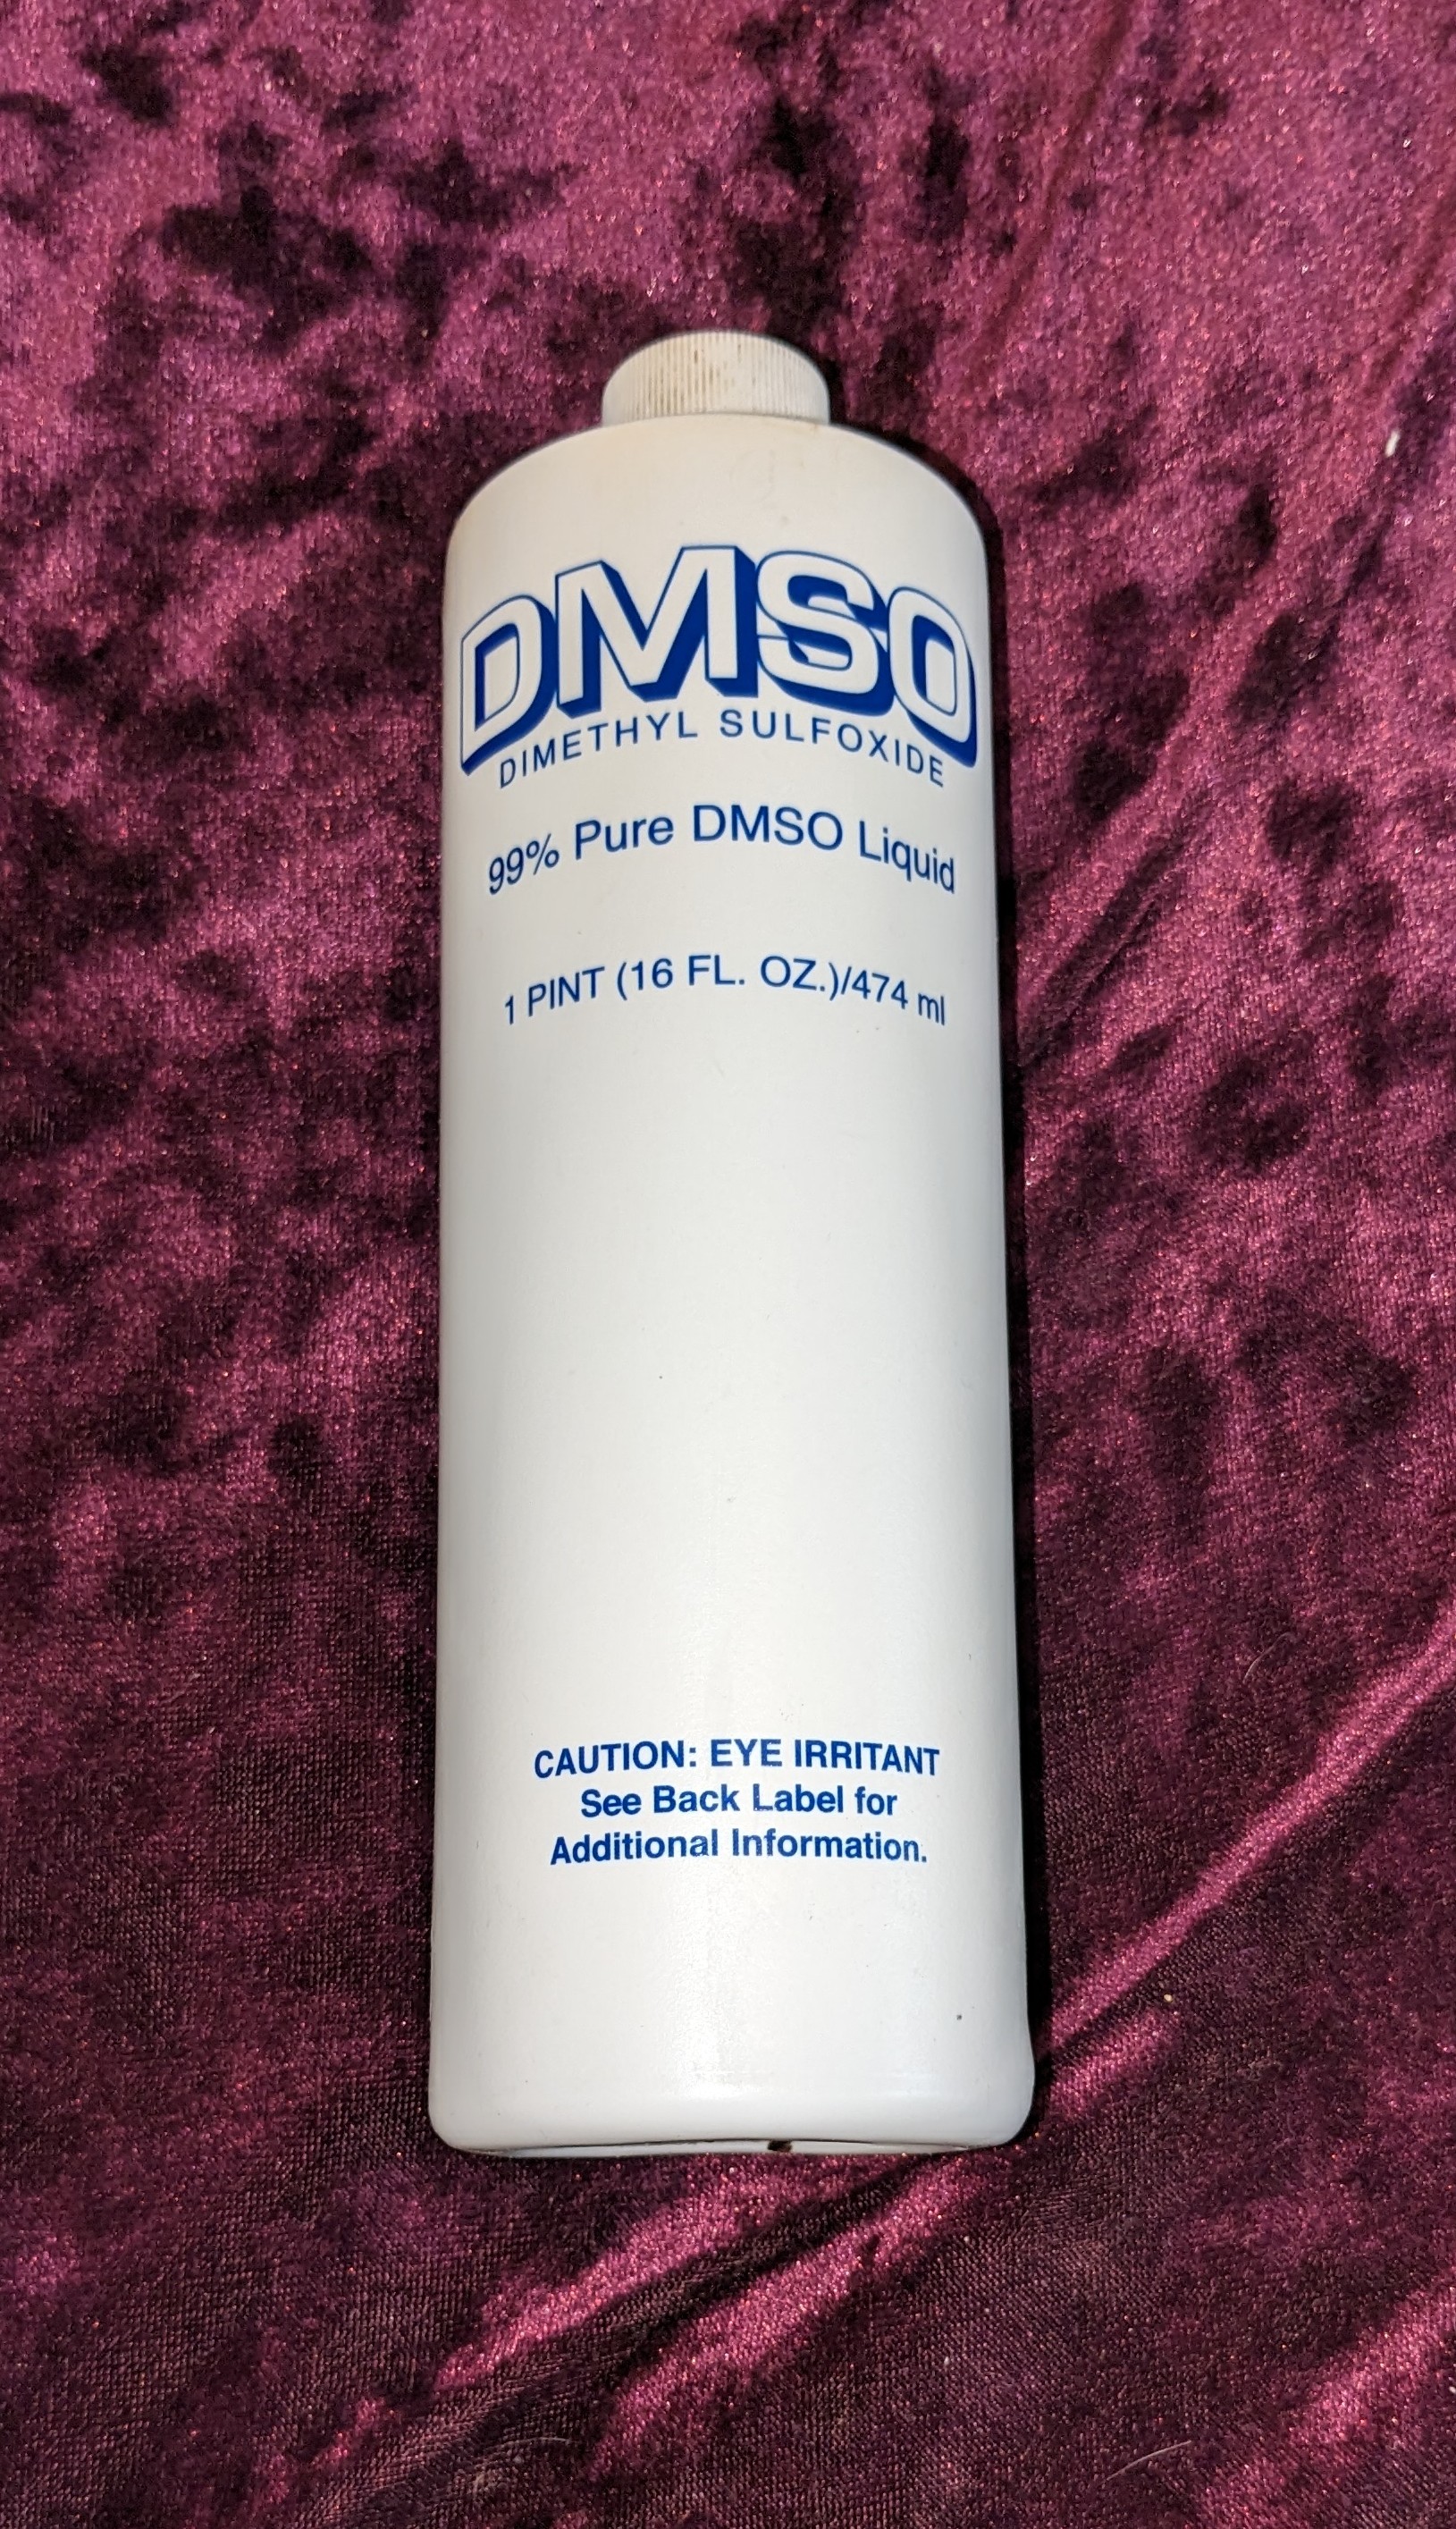 DMSO
DIMETHYL SULFOXIDE
99% Pure DMSO Liquid
1 PINT (16 FL. OZ.)/474 ml
CAUTION: EYE IRRITANT
See Back Label for
Additional Information.